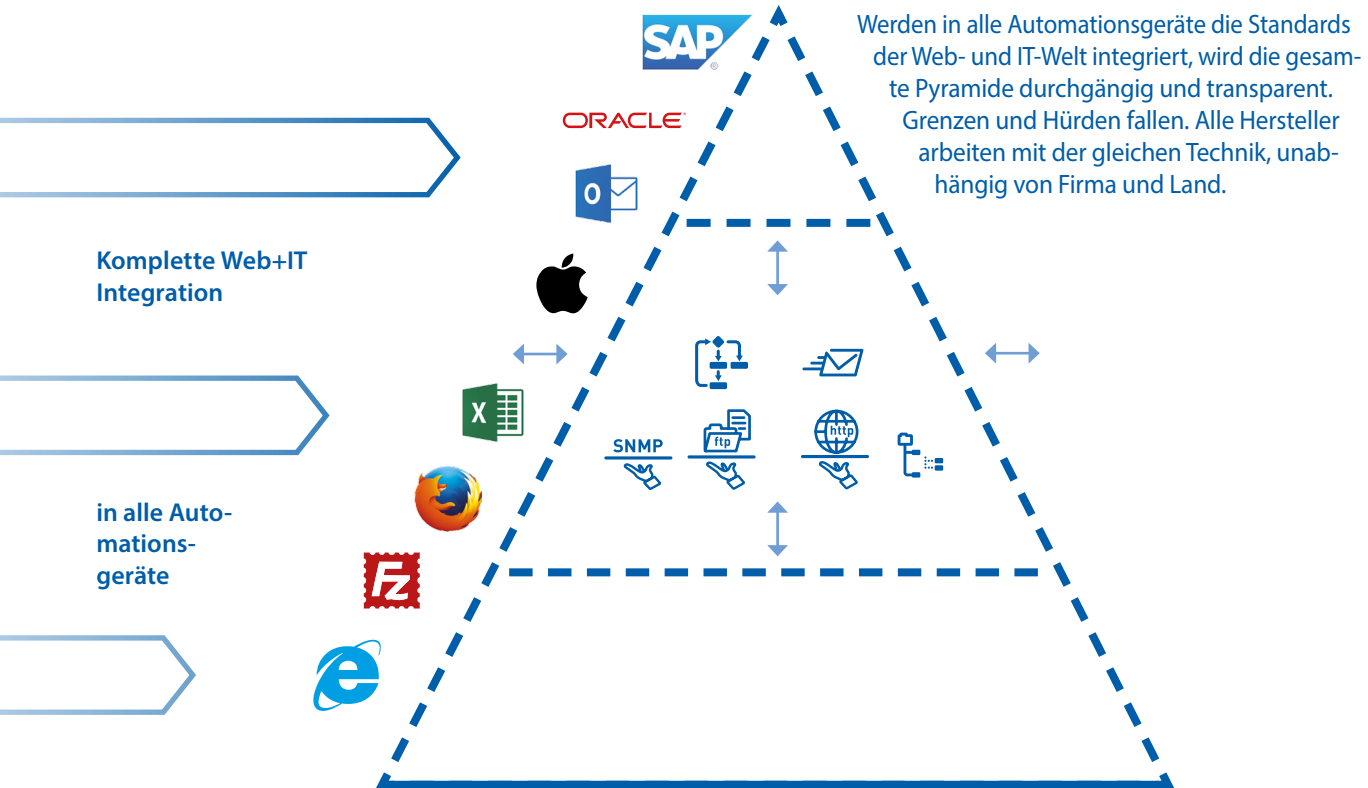 SAP
®
Werden in alle Automationsgeräte die Standards
der Web- und IT-Welt integriert, wird die gesam-
te Pyramide durchgängig und transparent.
Grenzen und Hürden fallen. Alle Hersteller
arbeiten mit der gleichen Technik, unab-
hängig von Firma und Land.
ORACLE
O
Komplette Web+IT
Integration
X
SNMP
ftp
http
in alle Auto-
mations-
geräte
FZ
e